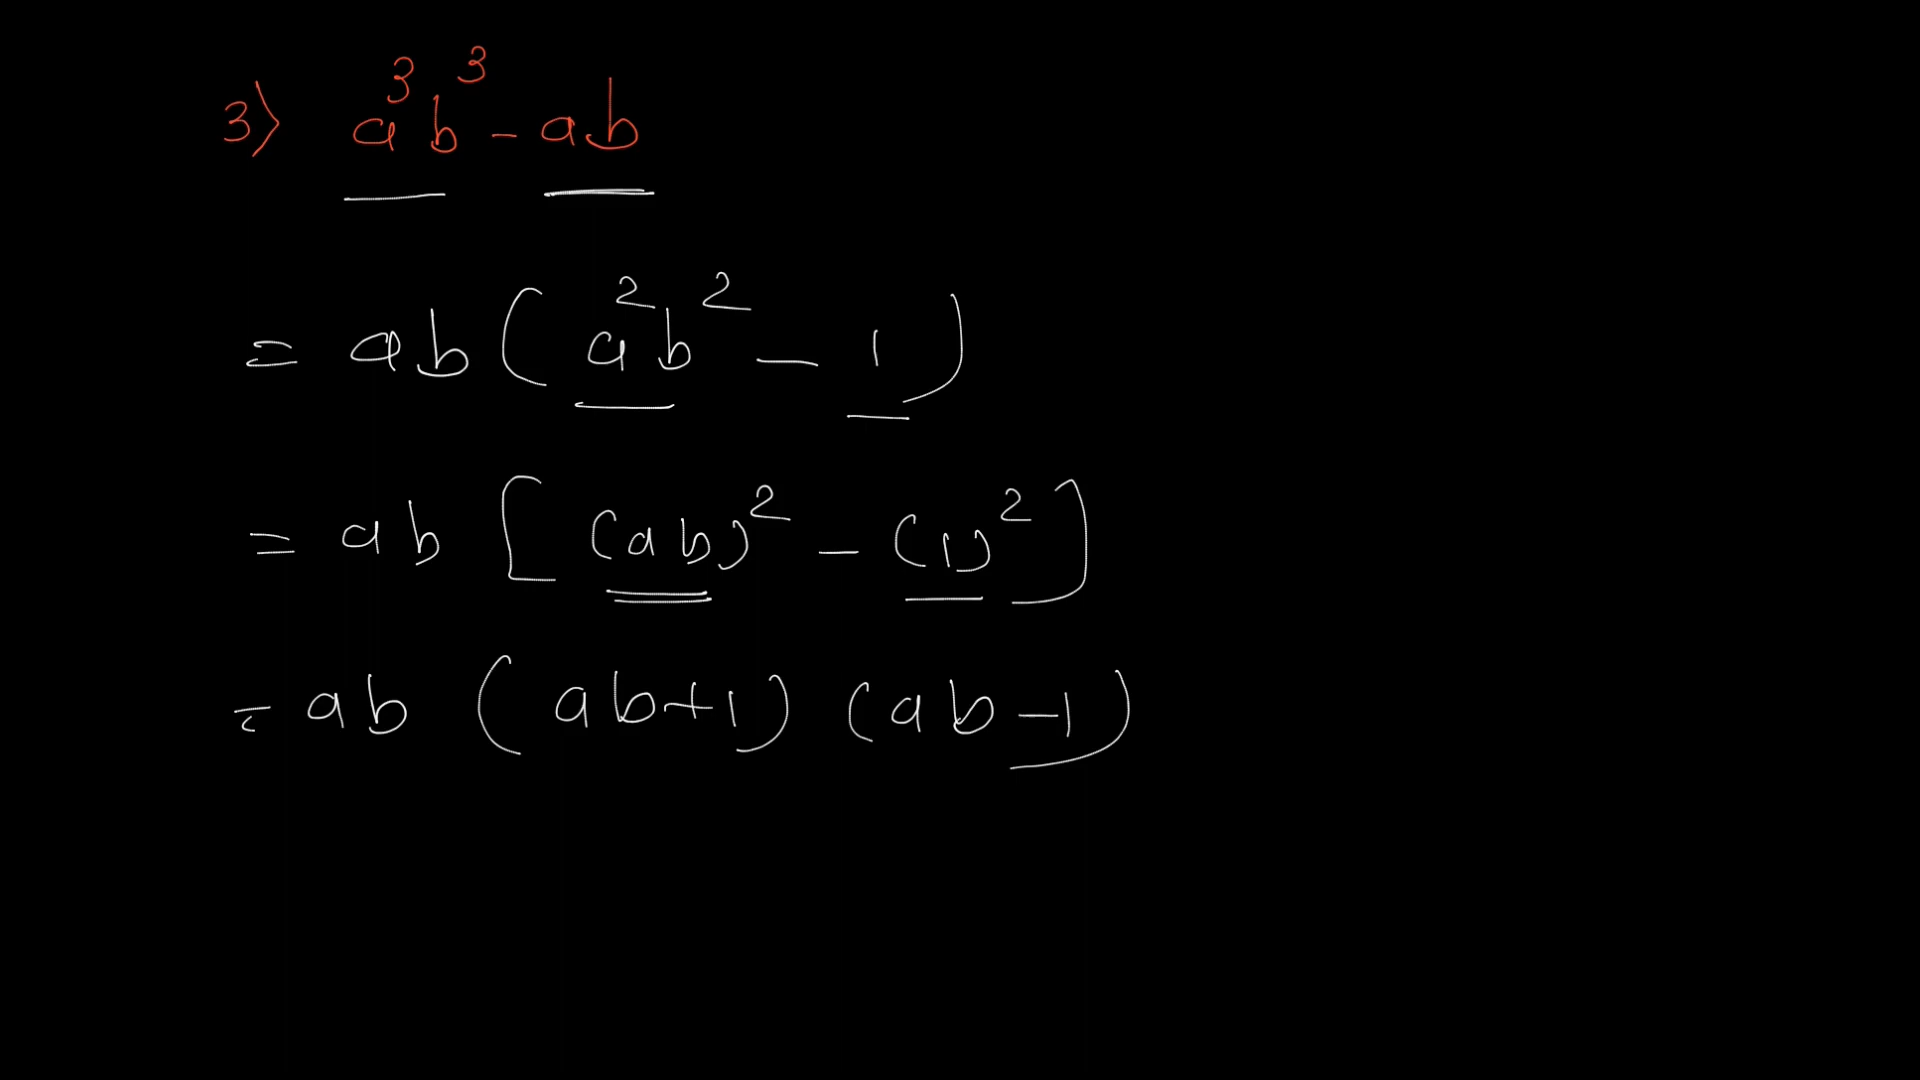 3) a³b³ - ab
= ab ( a²b² - 1 )
= ab [ (ab)² - (1)² ]
= ab ( ab+1) (ab-1)